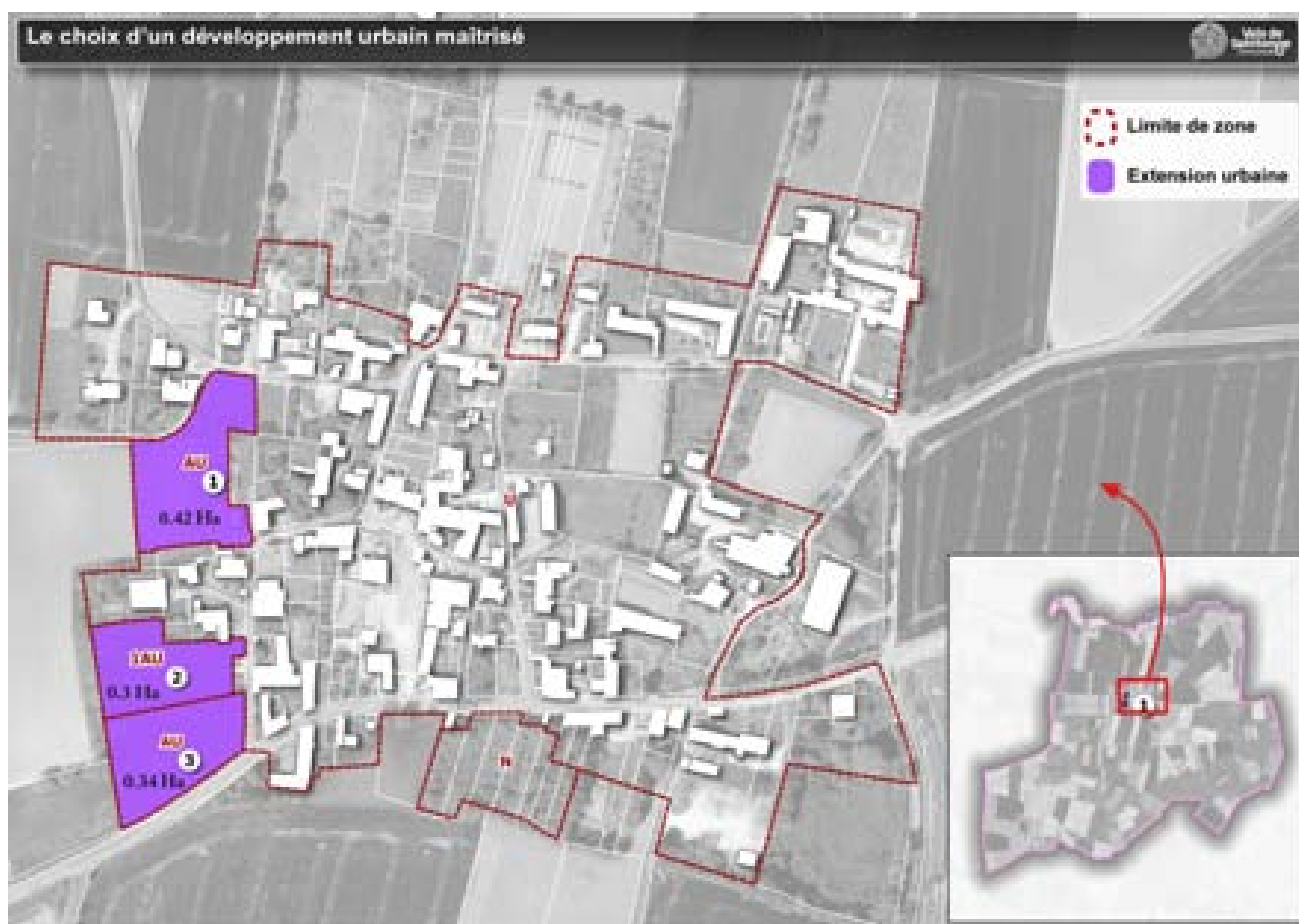 Le choix d'un développement urbain maîtrisé
Limite de zone
Extension urbaine
AU
1
0.42 Ha
U
1AU
2
0.3 Ha
AU
3
0.34 Ha
N